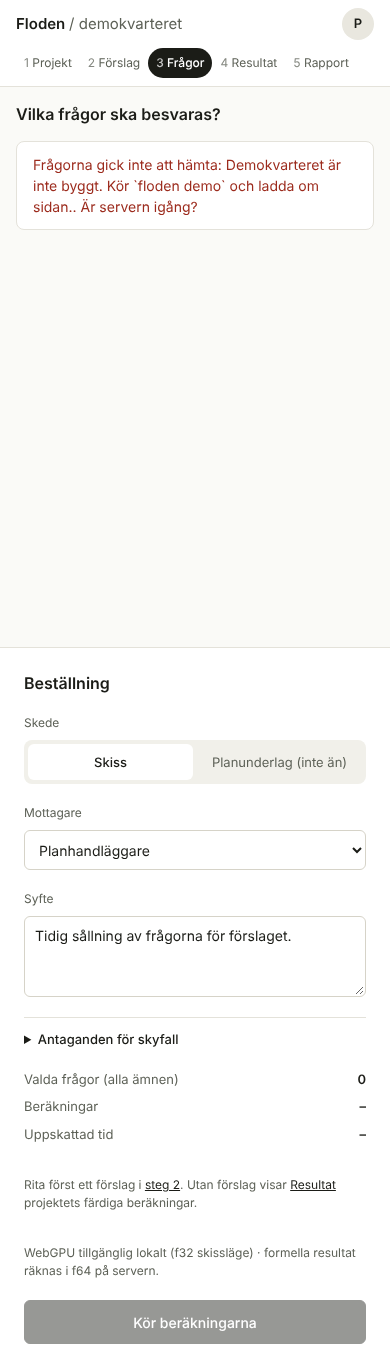 Floden / demokvarteret
P
1 Projekt 2 Förslag 3 Frågor 4 Resultat 5 Rapport
Vilka frågor ska besvaras?
Frågorna gick inte att hämta: Demokvarteret är
inte byggt. Kör `floden demo` och ladda om
sidan.. Är servern igång?
Beställning
Skede
Skiss Planunderlag (inte än)
Mottagare
Planhandläggare
Syfte
Tidig sållning av frågorna för förslaget.
Antaganden för skyfall
Valda frågor (alla ämnen) 0
Beräkningar –
Uppskattad tid –
Rita först ett förslag i steg 2. Utan förslag visar Resultat
projektets färdiga beräkningar.
WebGPU tillgänglig lokalt (f32 skissläge) · formella resultat
räknas i f64 på servern.
Kör beräkningarna